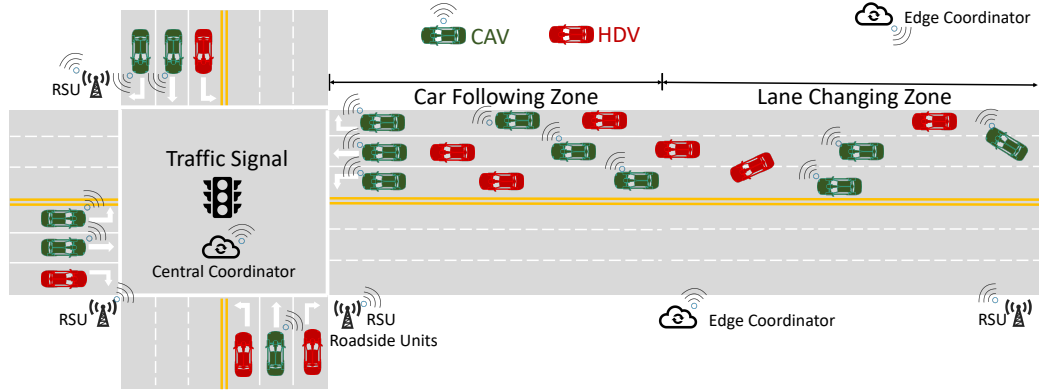 CAV
HDV
Edge Coordinator
RSU
Car Following Zone
Lane Changing Zone
Traffic Signal
Central Coordinator
RSU
RSU
Roadside Units
Edge Coordinator
RSU